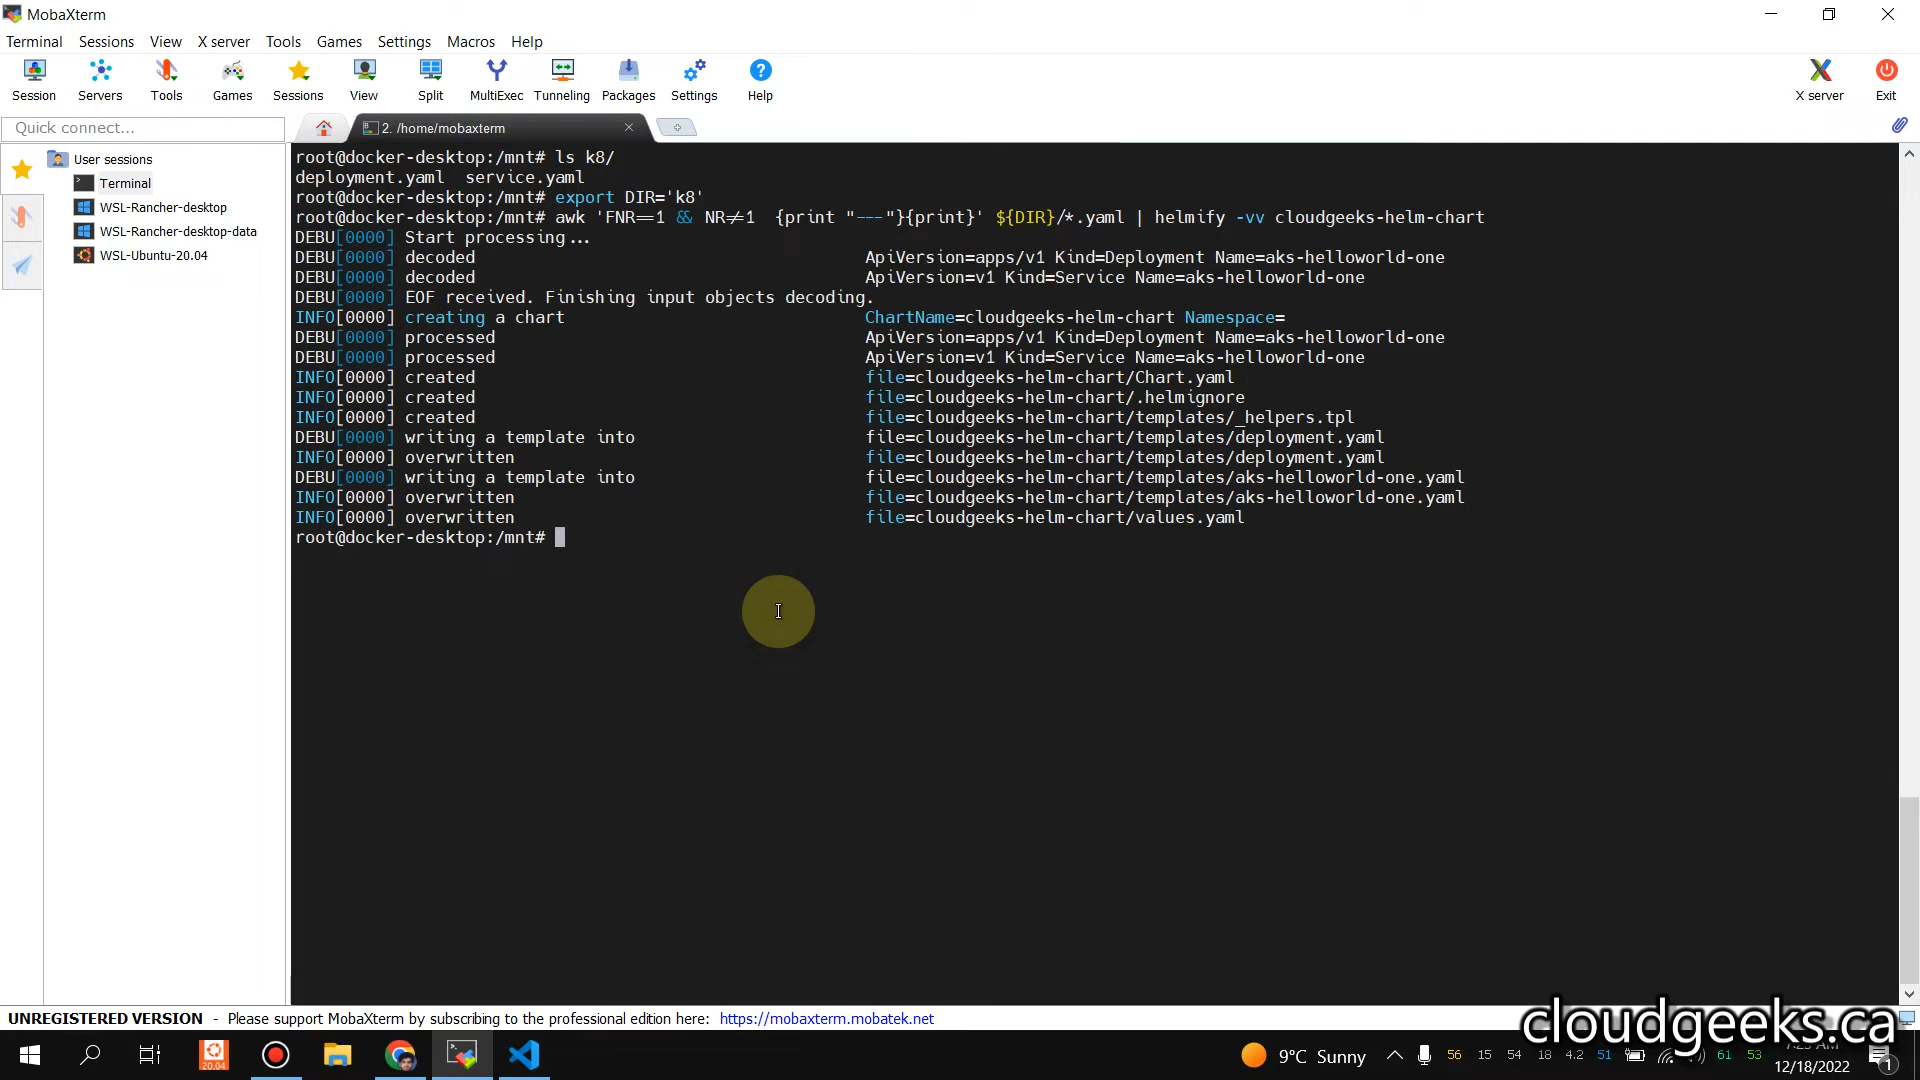 MobaXterm
Terminal Sessions View X server Tools Games Settings Macros Help
Session Servers Tools Games Sessions View Split MultiExec Tunneling Packages Settings Help X server Exit
Quick connect...
2. /home/mobaxterm
User sessions
Terminal
WSL-Rancher-desktop
WSL-Rancher-desktop-data
WSL-Ubuntu-20.04
root@docker-desktop:/mnt# ls k8/
deployment.yaml  service.yaml
root@docker-desktop:/mnt# export DIR='k8'
root@docker-desktop:/mnt# awk 'FNR==1 && NR!=1  {print "---"}{print}' ${DIR}/*.yaml | helmify -vv cloudgeeks-helm-chart
DEBU[0000] Start processing...
DEBU[0000] decoded ApiVersion=apps/v1 Kind=Deployment Name=aks-helloworld-one
DEBU[0000] decoded ApiVersion=v1 Kind=Service Name=aks-helloworld-one
DEBU[0000] EOF received. Finishing input objects decoding.
INFO[0000] creating a chart ChartName=cloudgeeks-helm-chart Namespace=
DEBU[0000] processed ApiVersion=apps/v1 Kind=Deployment Name=aks-helloworld-one
DEBU[0000] processed ApiVersion=v1 Kind=Service Name=aks-helloworld-one
INFO[0000] created file=cloudgeeks-helm-chart/Chart.yaml
INFO[0000] created file=cloudgeeks-helm-chart/.helmignore
INFO[0000] created file=cloudgeeks-helm-chart/templates/_helpers.tpl
DEBU[0000] writing a template into file=cloudgeeks-helm-chart/templates/deployment.yaml
INFO[0000] overwritten file=cloudgeeks-helm-chart/templates/deployment.yaml
DEBU[0000] writing a template into file=cloudgeeks-helm-chart/templates/aks-helloworld-one.yaml
INFO[0000] overwritten file=cloudgeeks-helm-chart/templates/aks-helloworld-one.yaml
INFO[0000] overwritten file=cloudgeeks-helm-chart/values.yaml
root@docker-desktop:/mnt#
UNREGISTERED VERSION - Please support MobaXterm by subscribing to the professional edition here: https://mobaxterm.mobatek.net
cloudgeeks.ca
20.04
9°C Sunny 56 15 54 18 4.2 51 61 53
12/18/2022
1